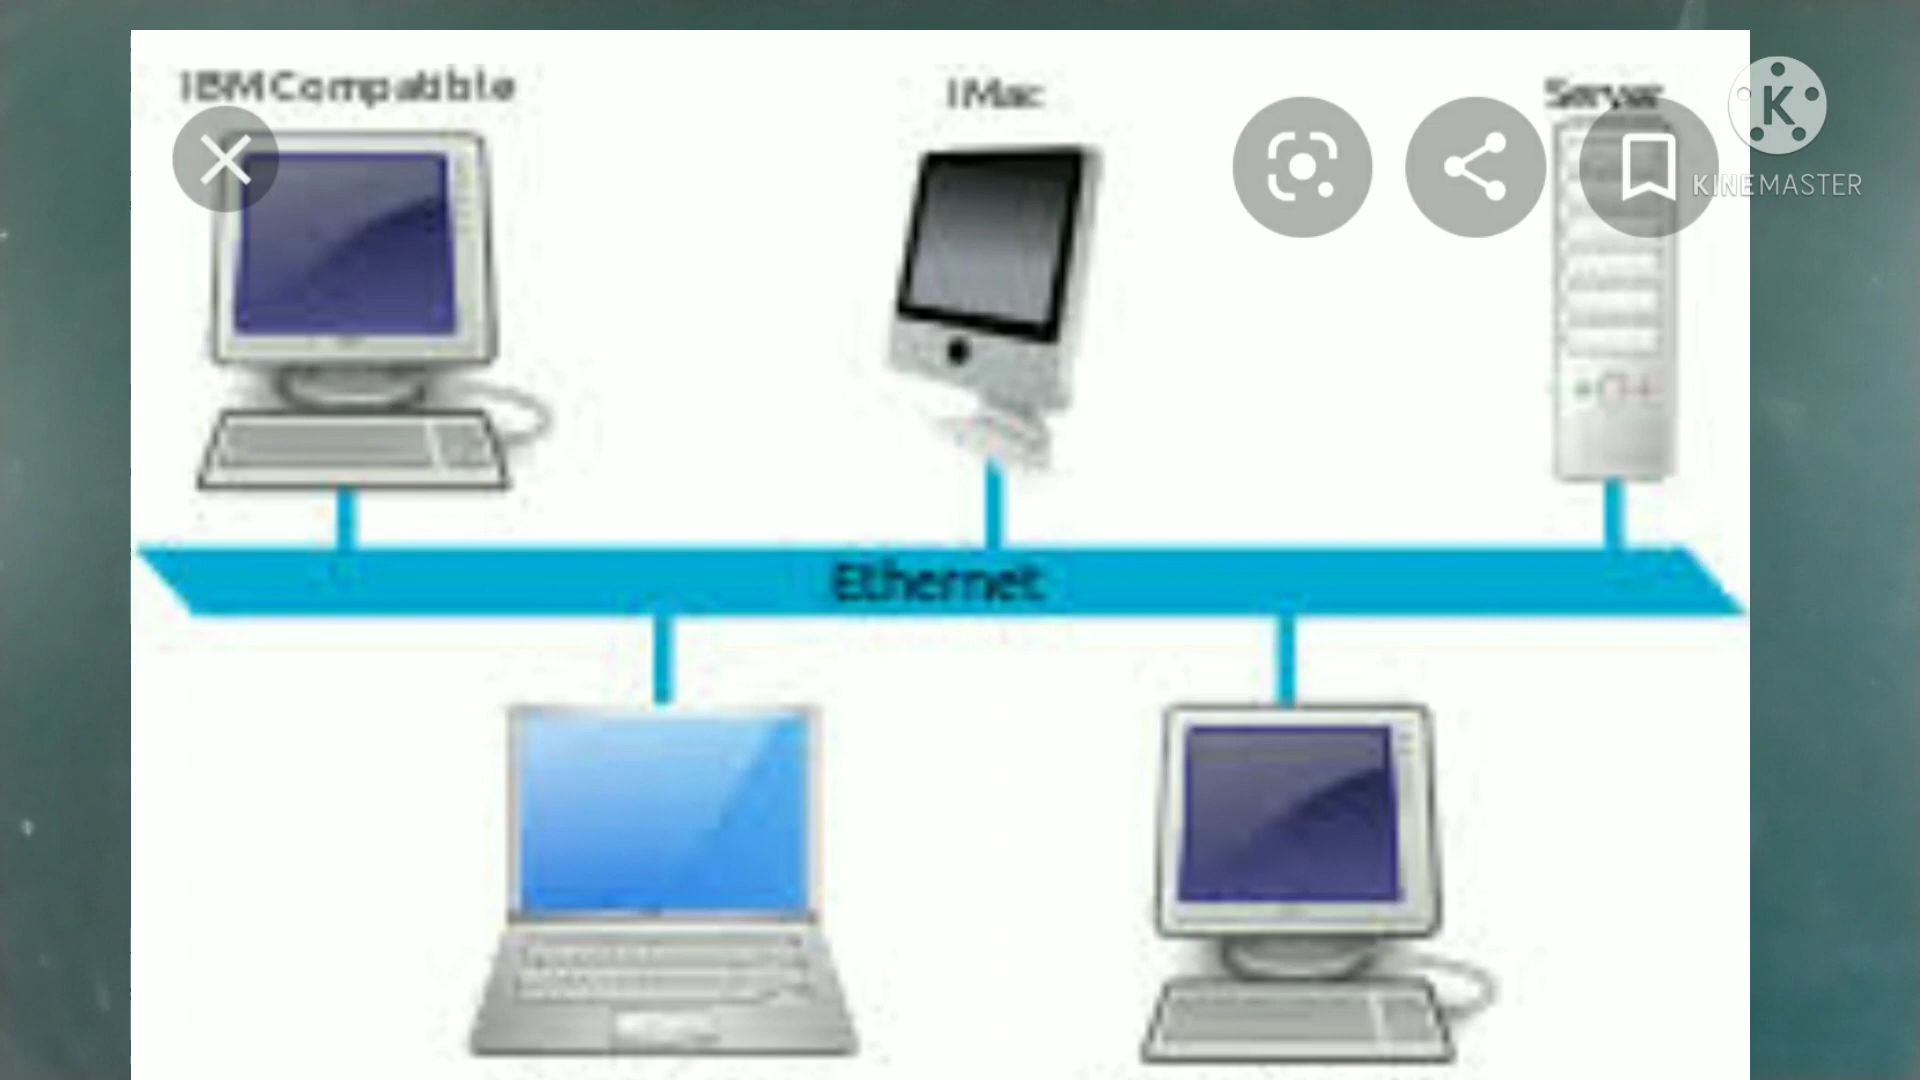 IBM Compatible
iMac
Server
K
KINEMASTER
Ethernet